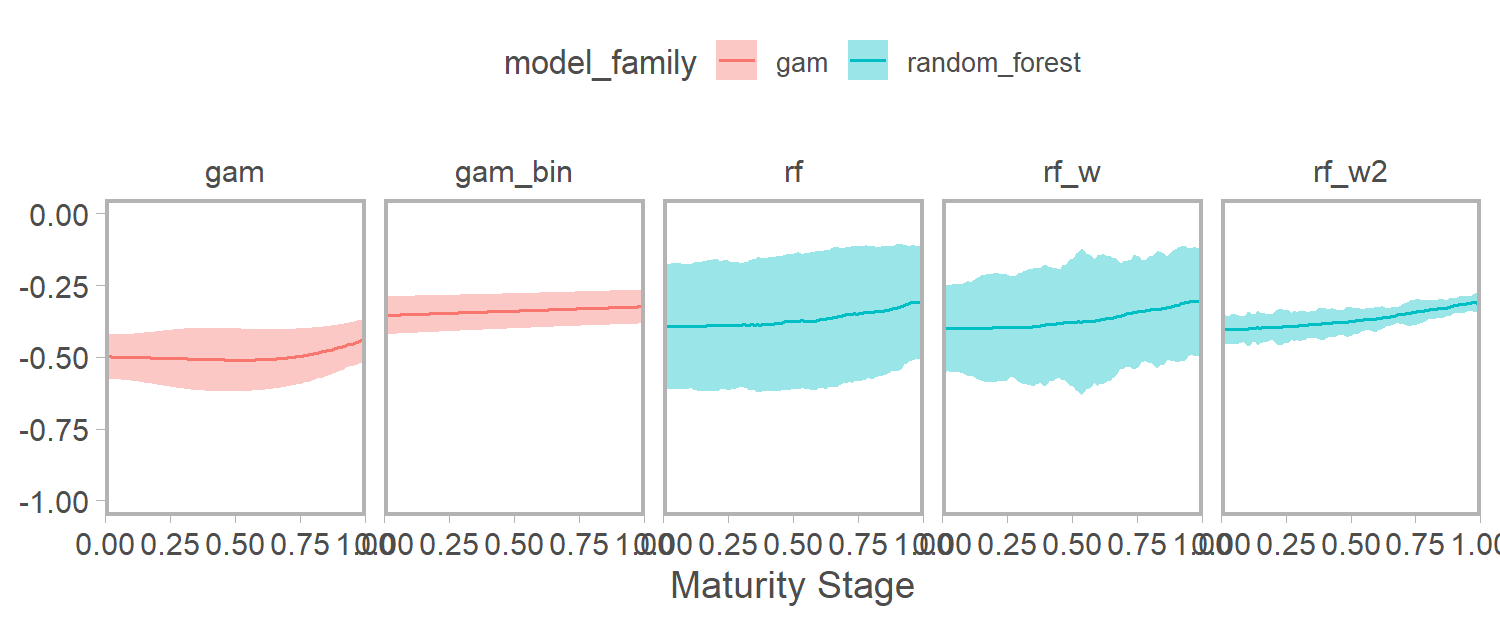 model_family gam random_forest
gam gam_bin rf rf_w rf_w2
0.00
-0.25
-0.50
-0.75
-1.00
0.00 0.25 0.50 0.75 1.00 0.00 0.25 0.50 0.75 1.00 0.00 0.25 0.50 0.75 1.00 0.00 0.25 0.50 0.75 1.00 0.00 0.25 0.50 0.75 1.00
Maturity Stage